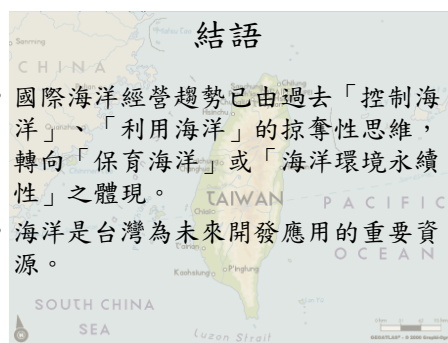 結語
Sanming
CHINA
• 國際海洋經營趨勢已由過去「控制海
洋」、「利用海洋」的掠奪性思維，
轉向「保育海洋」或「海洋環境永續
性」之體現。
TAIWAN
PACIFIC
• 海洋是台灣為未來開發應用的重要資
OCEAN
源。
Kaohsiung
P'ingtung
SOUTH CHINA
SEA
Luzon Strait